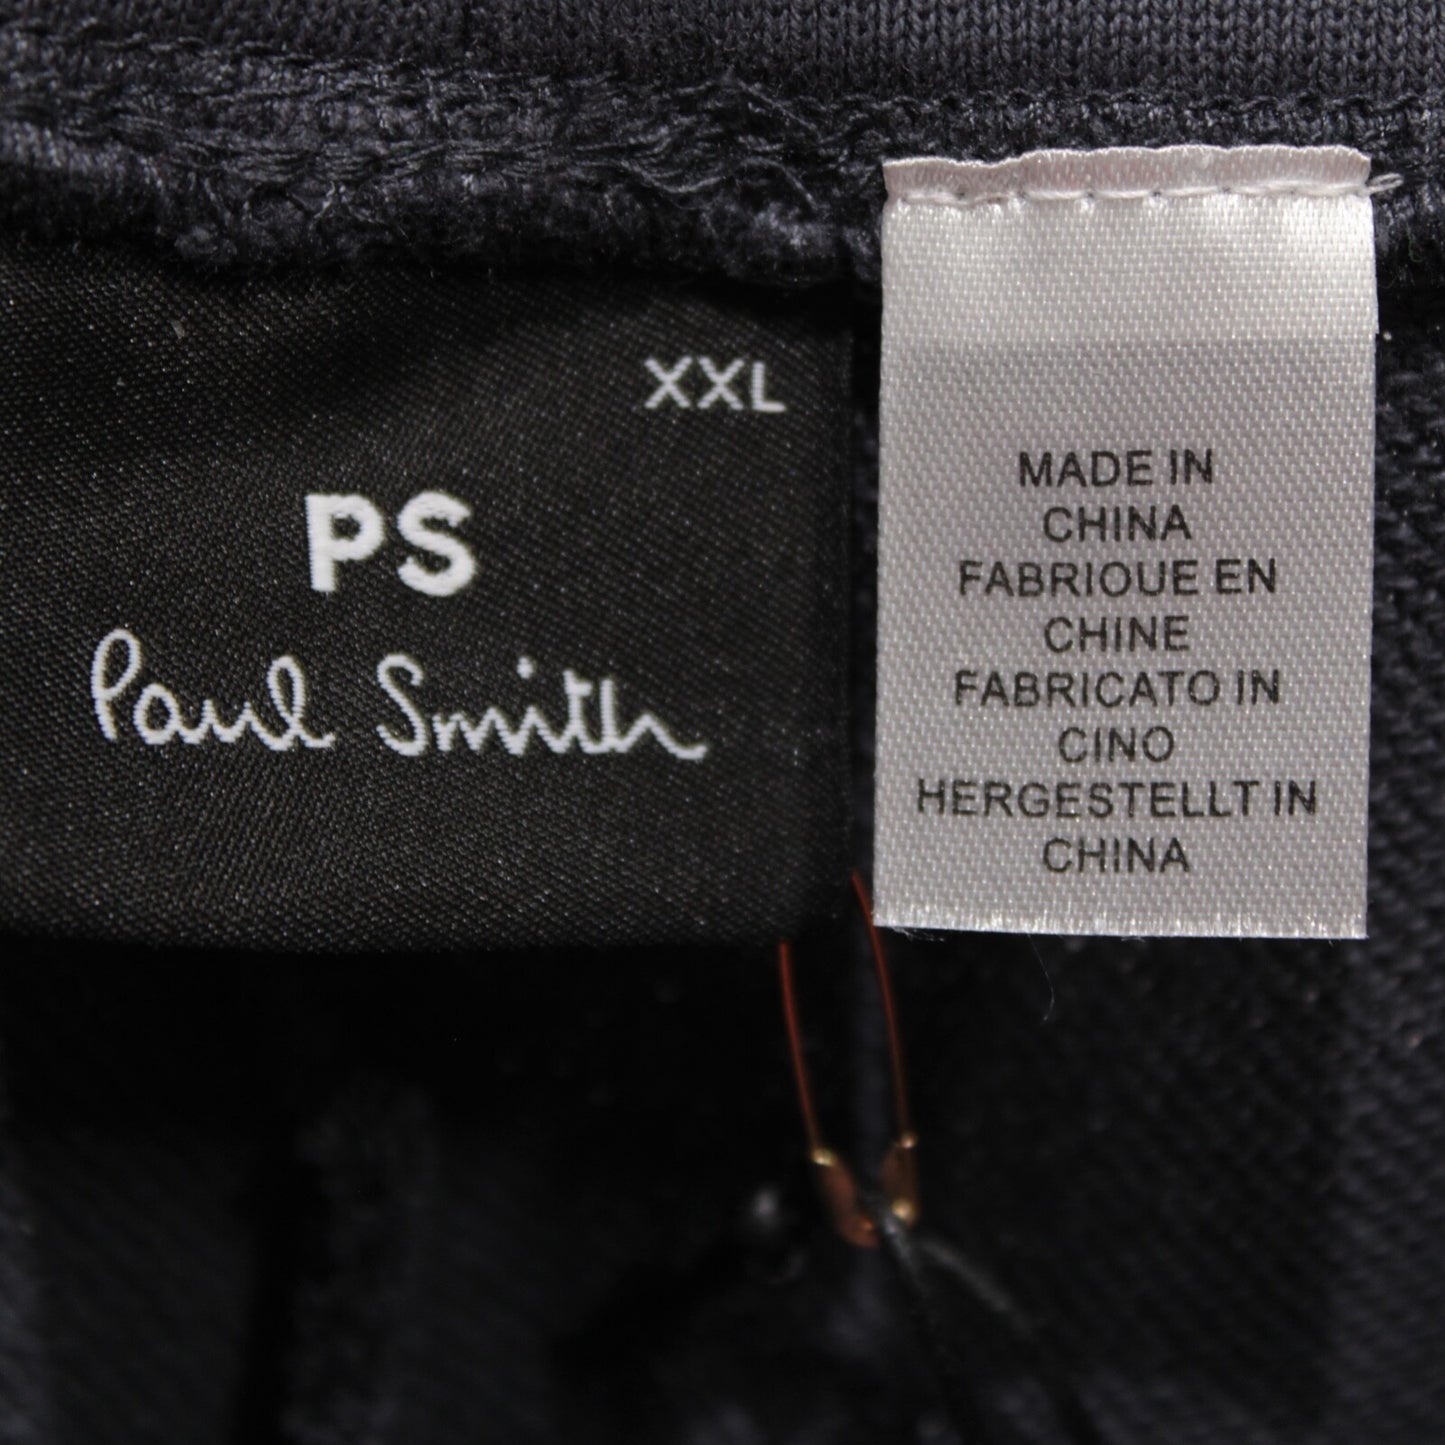 XXL
PS
Paul Smith
MADE IN
CHINA
FABRIOUE EN
CHINE
FABRICATO IN
CINO
HERGESTELLT IN
CHINA